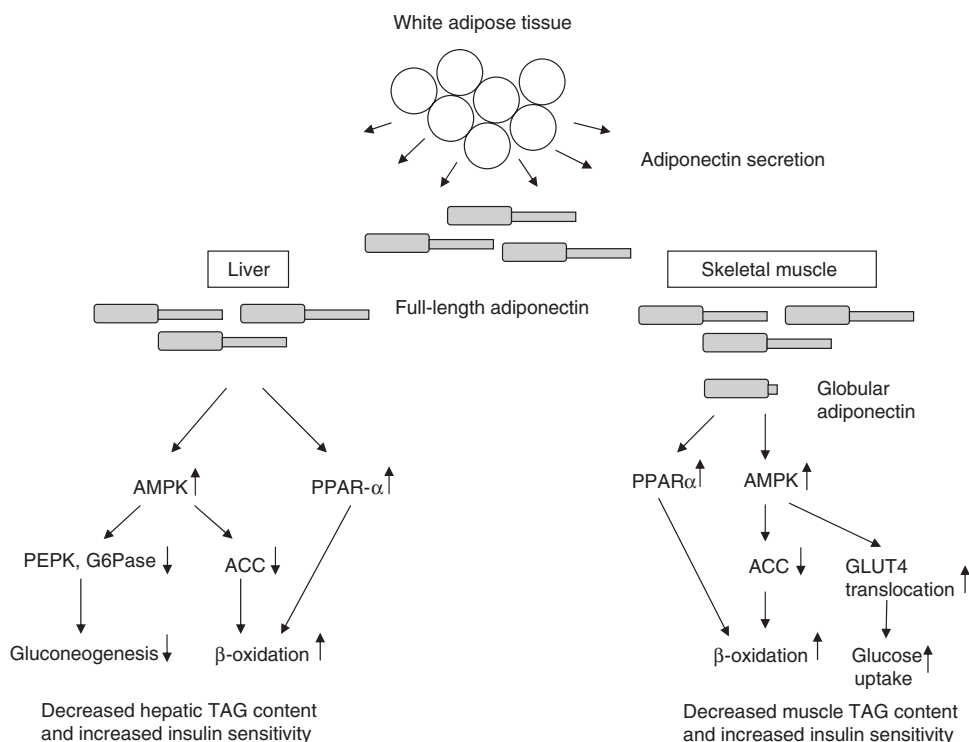 White adipose tissue
Adiponectin secretion
Liver
Skeletal muscle
Full-length adiponectin
Globular
adiponectin
AMPK
PPAR-α
PPARα
AMPK
PEPK, G6Pase
ACC
ACC
GLUT4
translocation
Gluconeogenesis
β-oxidation
β-oxidation
Glucose
uptake
Decreased hepatic TAG content
and increased insulin sensitivity
Decreased muscle TAG content
and increased insulin sensitivity